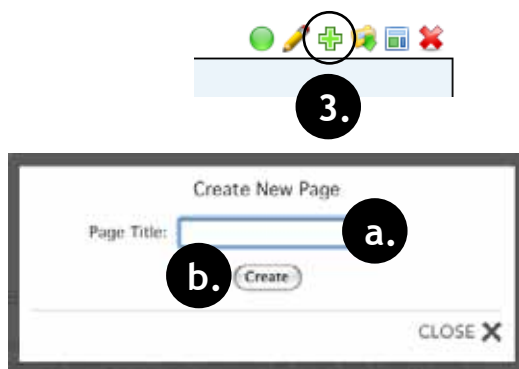 3.
Create New Page
Page Title:
a.
b.
Create
CLOSE